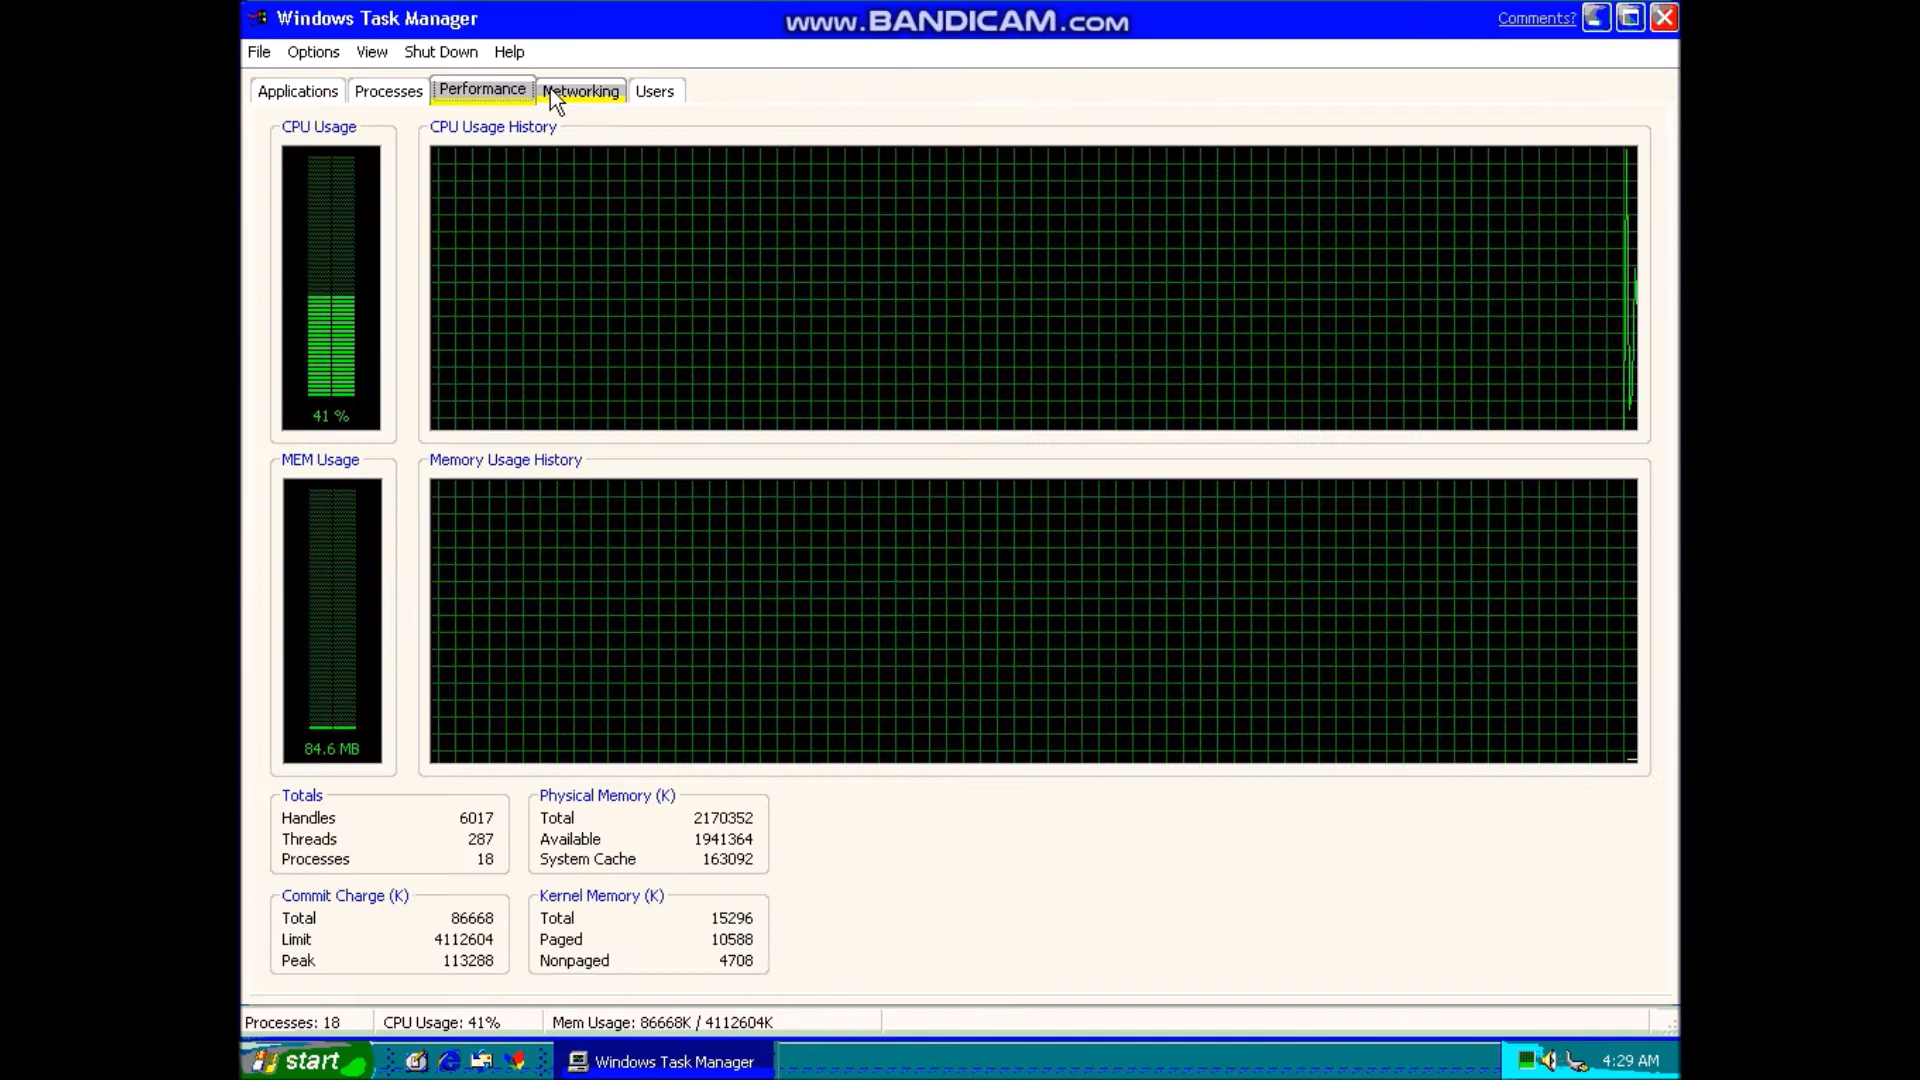 Windows Task Manager
www.BANDICAM.com
Comments?
File Options View Shut Down Help
Applications Processes Performance Networking Users
CPU Usage
CPU Usage History
41 %
MEM Usage
Memory Usage History
84.6 MB
Totals
Handles 6017
Threads 287
Processes 18
Physical Memory (K)
Total 2170352
Available 1941364
System Cache 163092
Commit Charge (K)
Total 86668
Limit 4112604
Peak 113288
Kernel Memory (K)
Total 15296
Paged 10588
Nonpaged 4708
Processes: 18 CPU Usage: 41% Mem Usage: 86668K / 4112604K
start
Windows Task Manager
4:29 AM